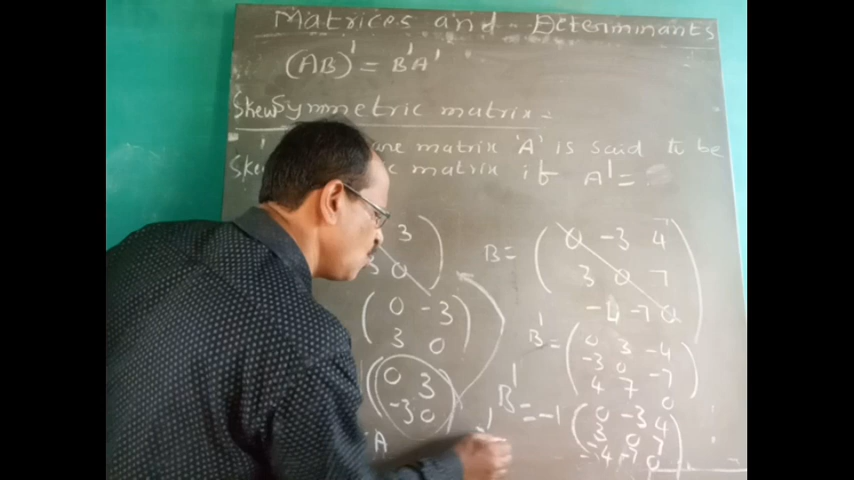 Matrices and Determinants
(AB)' = B'A'
Skew Symmetric matrix =
matrix 'A' is said to be
matrix if A' =
3
0
B = ( 0 -3 4
3 0 7
-4 -7 0 )
( 0 -3
3 0 )
B' = ( 0 3 -4
-3 0 -7
4 7 0 )
( 0 3
-3 0 )
B' = -1 ( 0 -3 4
3 0 7
-4 -7 0 )
A